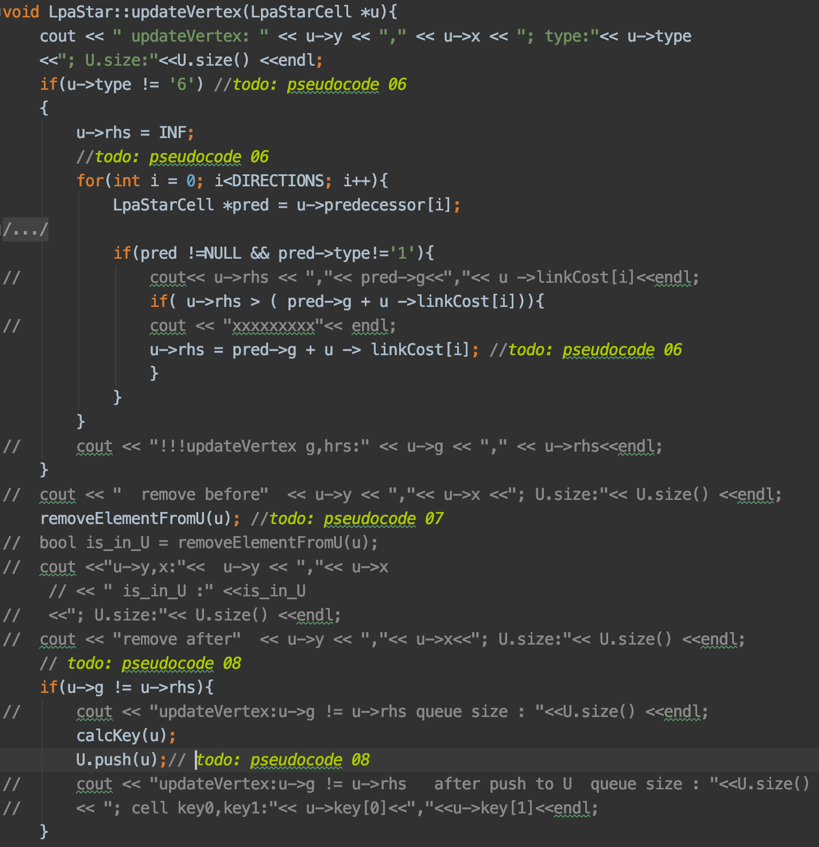 void LpaStar::updateVertex(LpaStarCell *u){
cout << " updateVertex: " << u->y << "," << u->x << "; type:"<< u->type
<<"; U.size:"<<U.size() <<endl;
if(u->type != '6') //todo: pseudocode 06
{
u->rhs = INF;
//todo: pseudocode 06
for(int i = 0; i<DIRECTIONS; i++){
LpaStarCell *pred = u->predecessor[i];
/.../
if(pred !=NULL && pred->type!='1'){
// cout<< u->rhs << ","<< pred->g<<","<< u ->linkCost[i]<<endl;
if( u->rhs > ( pred->g + u ->linkCost[i])){
// cout << "xxxxxxxxx"<< endl;
u->rhs = pred->g + u -> linkCost[i]; //todo: pseudocode 06
}
}
}
// cout << "!!!updateVertex g,hrs:" << u->g << "," << u->rhs<<endl;
}
// cout << "  remove before"  << u->y << ","<< u->x <<"; U.size:"<< U.size() <<endl;
removeElementFromU(u); //todo: pseudocode 07
// bool is_in_U = removeElementFromU(u);
// cout <<"u->y,x:"<<  u->y << ","<< u->x
// << " is_in_U :" <<is_in_U
// <<"; U.size:"<< U.size() <<endl;
// cout << "remove after"  << u->y << ","<< u->x<<"; U.size:"<< U.size() <<endl;
// todo: pseudocode 08
if(u->g != u->rhs){
// cout << "updateVertex:u->g != u->rhs queue size : "<<U.size() <<endl;
calcKey(u);
U.push(u);// todo: pseudocode 08
// cout << "updateVertex:u->g != u->rhs   after push to U  queue size : "<<U.size()
// << "; cell key0,key1:"<< u->key[0]<<","<<u->key[1]<<endl;
}